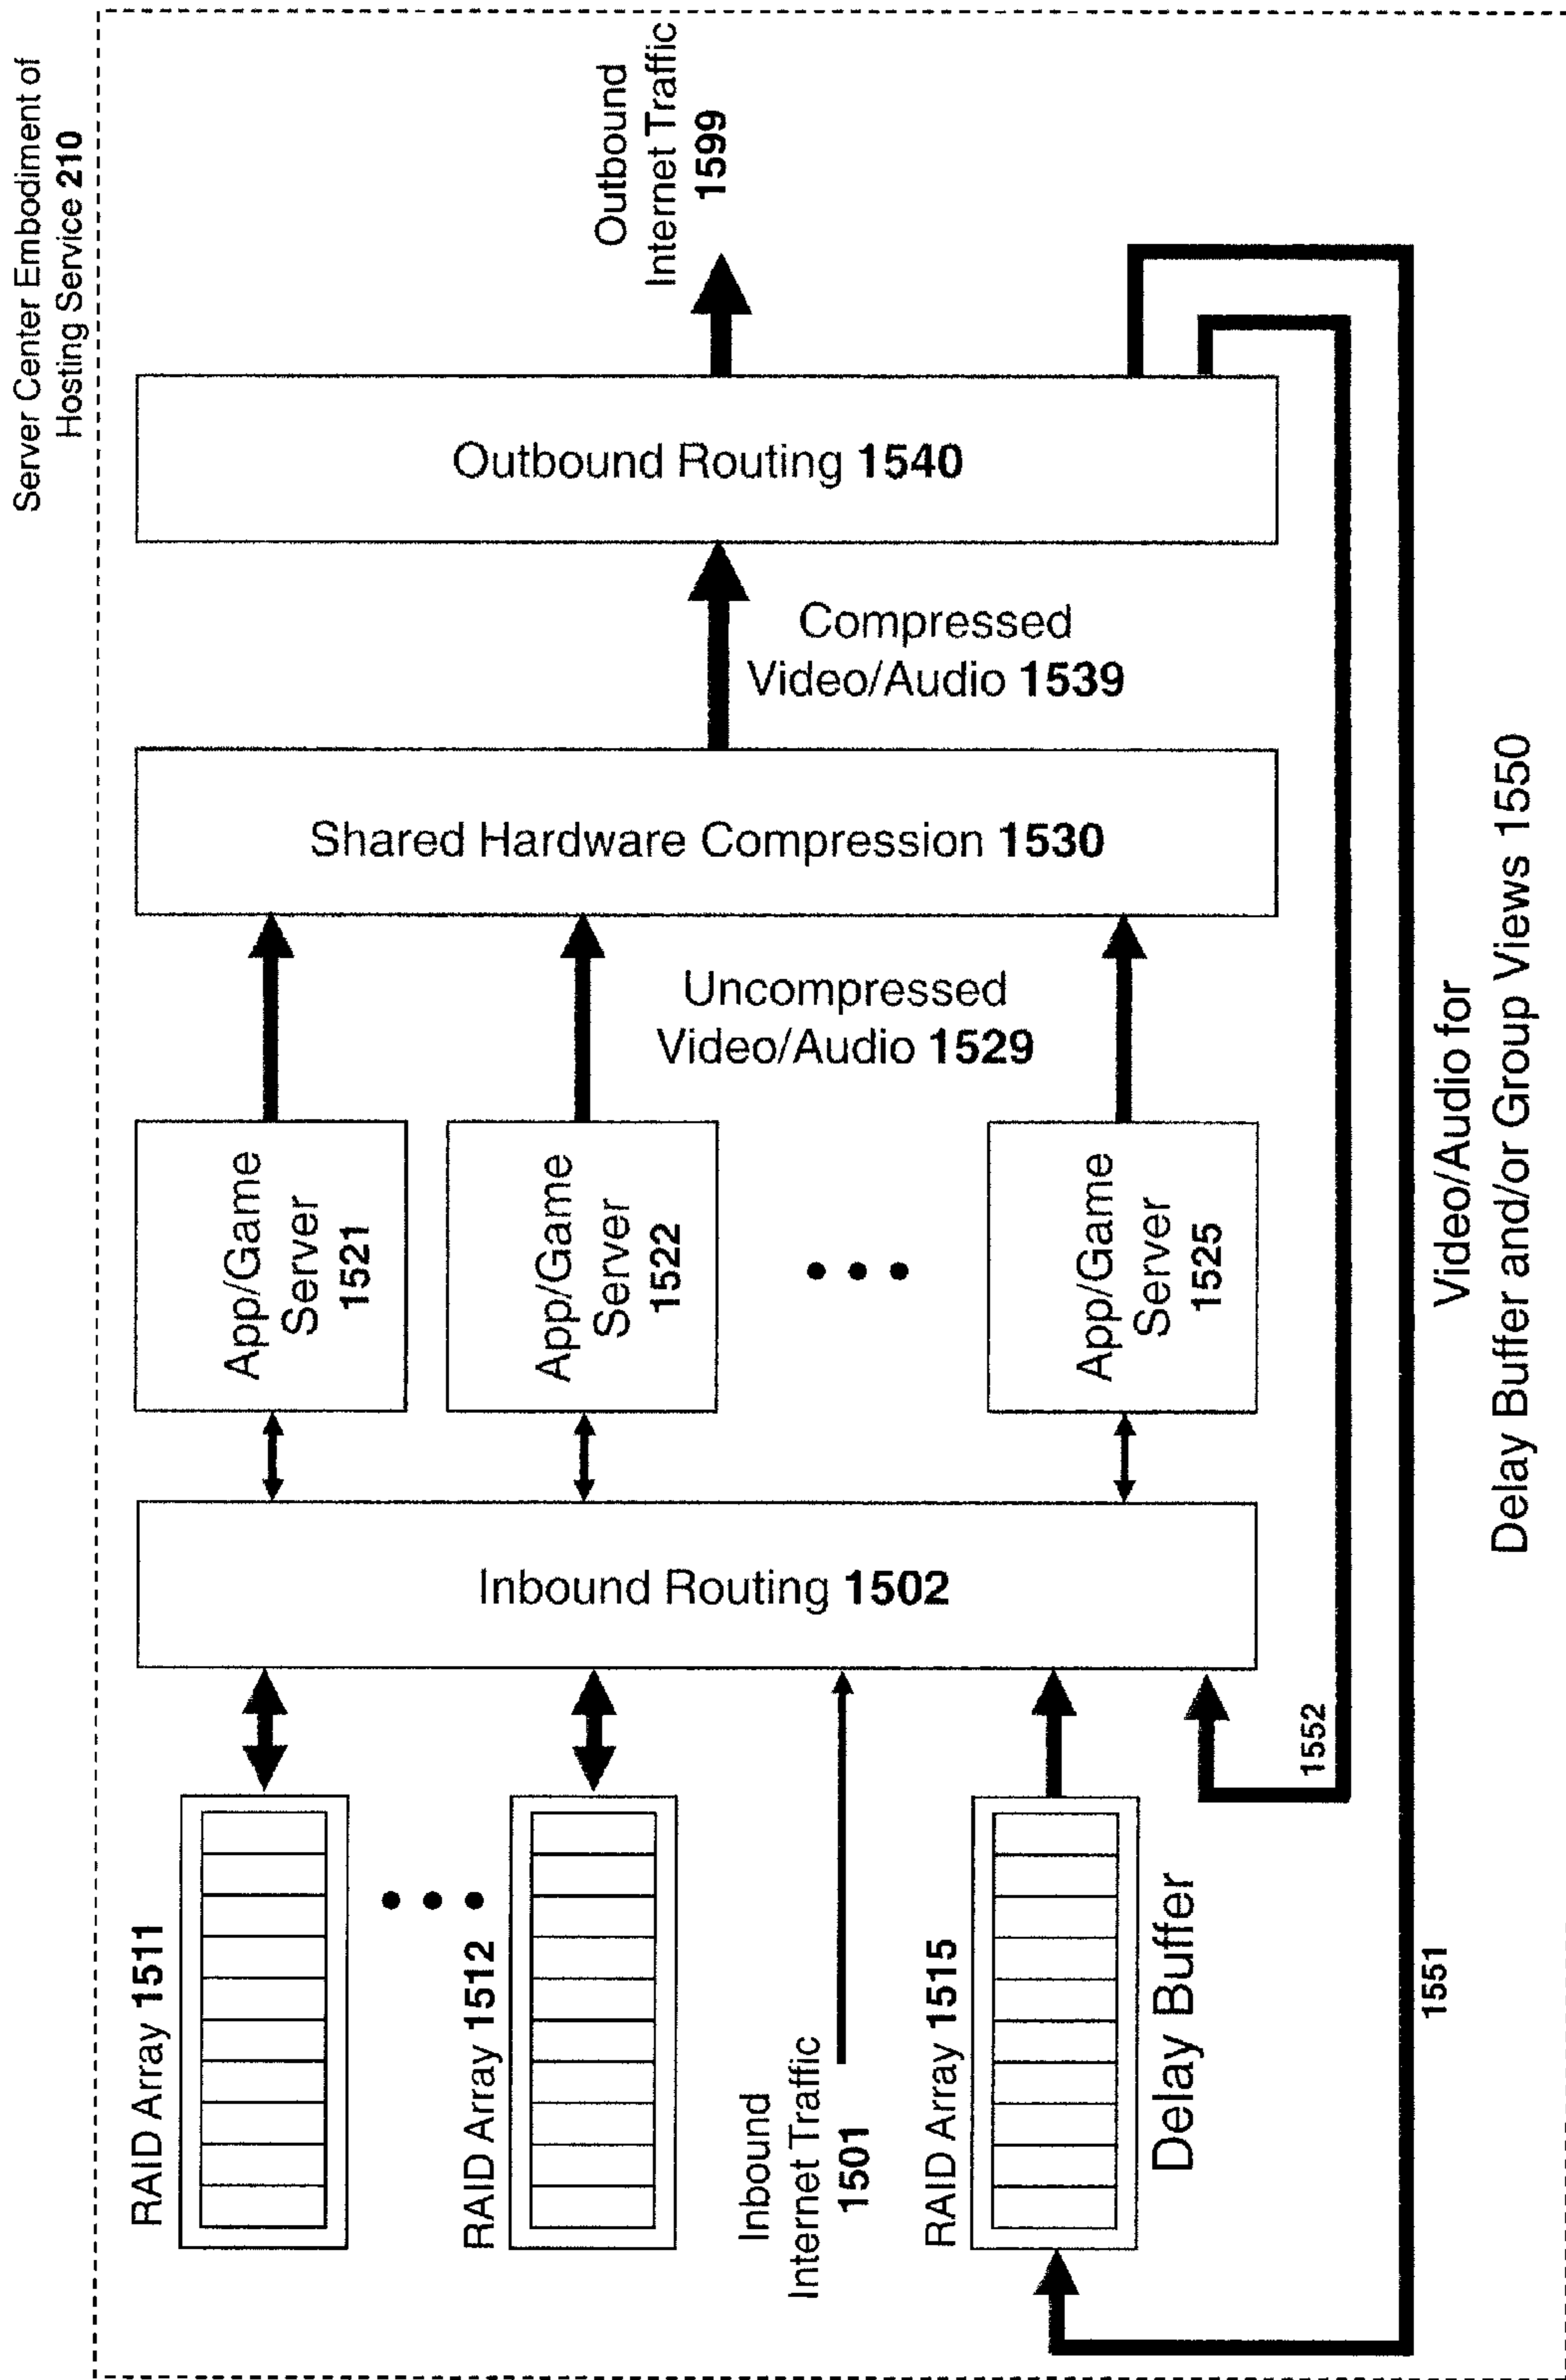 Server Center Embodiment of
Hosting Service 210
RAID Array 1511
RAID Array 1512
Inbound
Internet Traffic
1501
RAID Array 1515
Delay Buffer
Inbound Routing 1502
App/Game
Server
1521
App/Game
Server
1522
App/Game
Server
1525
Uncompressed
Video/Audio 1529
Shared Hardware Compression 1530
Compressed
Video/Audio 1539
Outbound Routing 1540
Outbound
Internet Traffic
1599
1552
1551
Video/Audio for
Delay Buffer and/or Group Views 1550